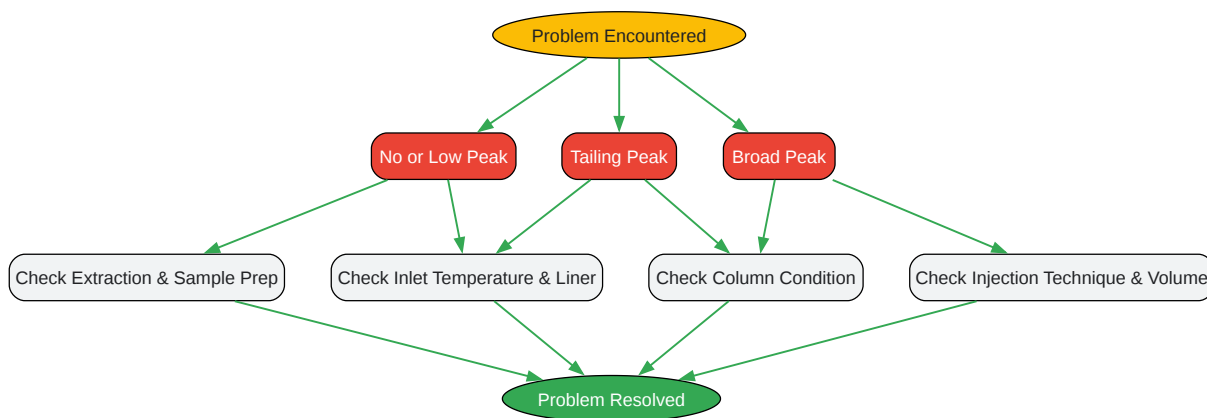 Problem Encountered
No or Low Peak
Tailing Peak
Broad Peak
Check Extraction & Sample Prep
Check Inlet Temperature & Liner
Check Column Condition
Check Injection Technique & Volume
Problem Resolved